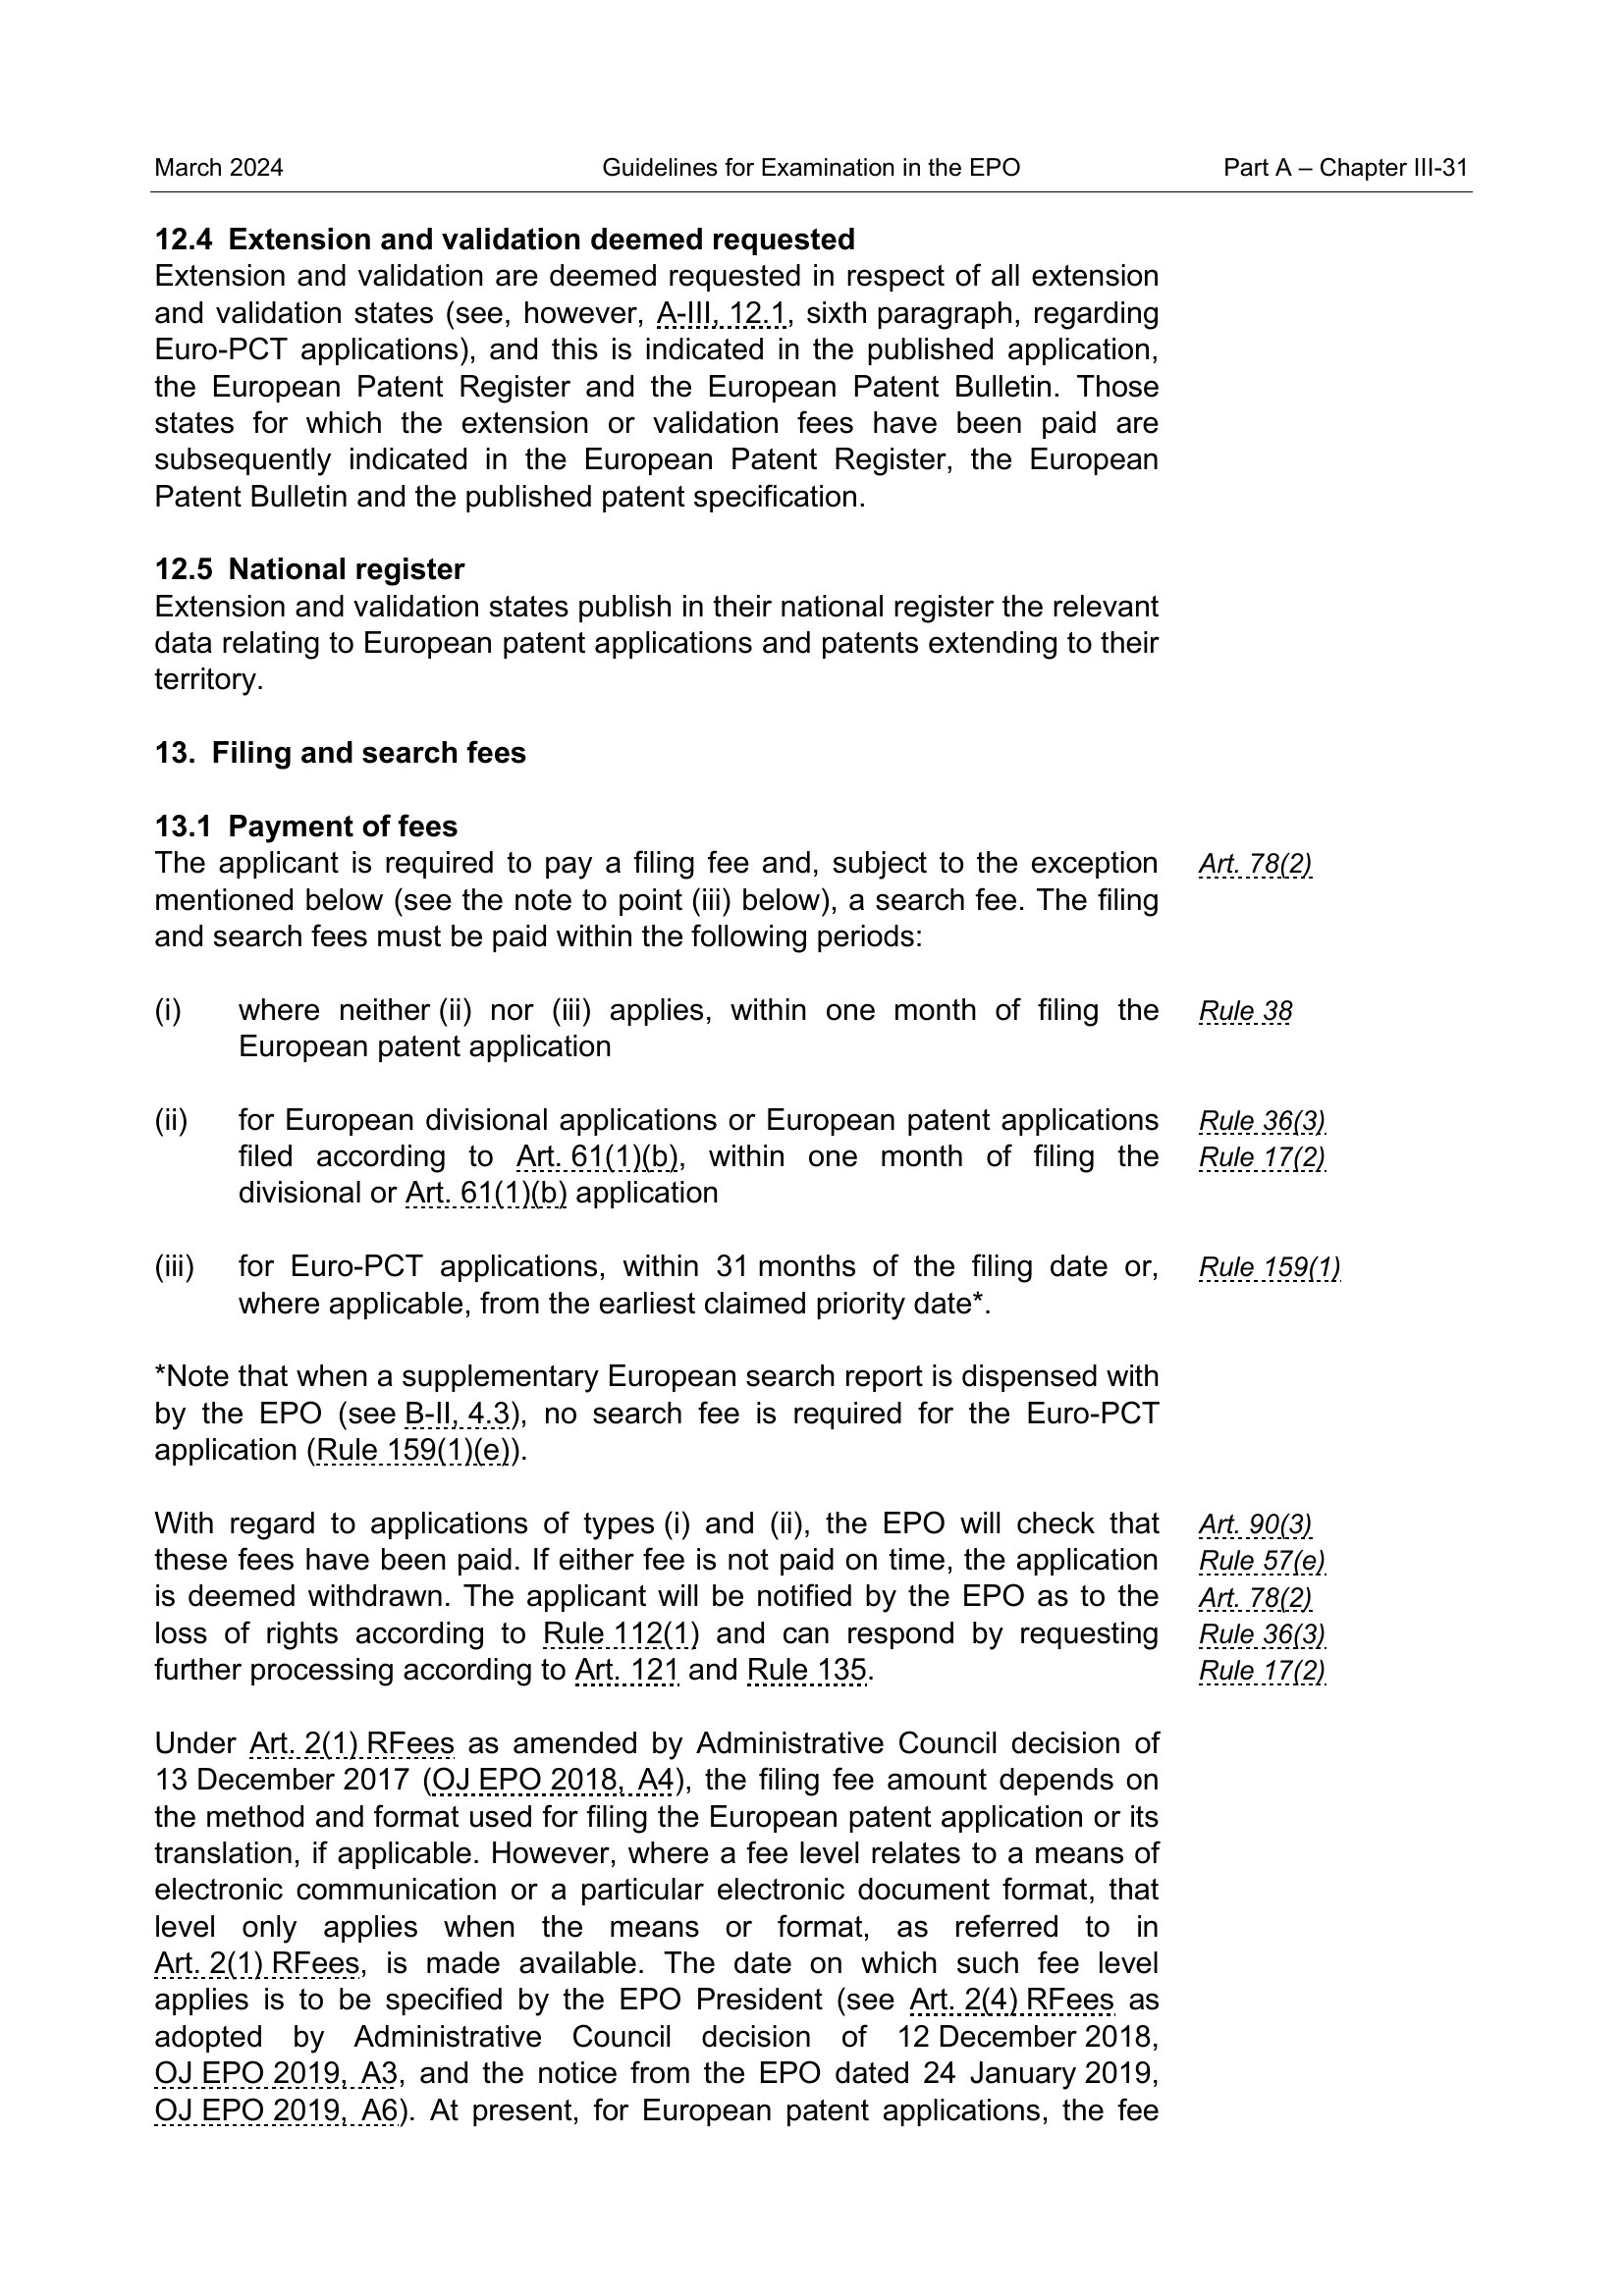 March 2024 Guidelines for Examination in the EPO Part A – Chapter III-31
12.4 Extension and validation deemed requested
Extension and validation are deemed requested in respect of all extension
and validation states (see, however, A-III, 12.1, sixth paragraph, regarding
Euro-PCT applications), and this is indicated in the published application,
the European Patent Register and the European Patent Bulletin. Those
states for which the extension or validation fees have been paid are
subsequently indicated in the European Patent Register, the European
Patent Bulletin and the published patent specification.
12.5 National register
Extension and validation states publish in their national register the relevant
data relating to European patent applications and patents extending to their
territory.
13. Filing and search fees
13.1 Payment of fees
The applicant is required to pay a filing fee and, subject to the exception Art. 78(2)
mentioned below (see the note to point (iii) below), a search fee. The filing
and search fees must be paid within the following periods:
(i) where neither (ii) nor (iii) applies, within one month of filing the Rule 38
European patent application
(ii) for European divisional applications or European patent applications Rule 36(3)
filed according to Art. 61(1)(b), within one month of filing the Rule 17(2)
divisional or Art. 61(1)(b) application
(iii) for Euro-PCT applications, within 31 months of the filing date or, Rule 159(1)
where applicable, from the earliest claimed priority date*.
*Note that when a supplementary European search report is dispensed with
by the EPO (see B-II, 4.3), no search fee is required for the Euro-PCT
application (Rule 159(1)(e)).
With regard to applications of types (i) and (ii), the EPO will check that Art. 90(3)
these fees have been paid. If either fee is not paid on time, the application Rule 57(e)
is deemed withdrawn. The applicant will be notified by the EPO as to the Art. 78(2)
loss of rights according to Rule 112(1) and can respond by requesting Rule 36(3)
further processing according to Art. 121 and Rule 135. Rule 17(2)
Under Art. 2(1) RFees as amended by Administrative Council decision of
13 December 2017 (OJ EPO 2018, A4), the filing fee amount depends on
the method and format used for filing the European patent application or its
translation, if applicable. However, where a fee level relates to a means of
electronic communication or a particular electronic document format, that
level only applies when the means or format, as referred to in
Art. 2(1) RFees, is made available. The date on which such fee level
applies is to be specified by the EPO President (see Art. 2(4) RFees as
adopted by Administrative Council decision of 12 December 2018,
OJ EPO 2019, A3, and the notice from the EPO dated 24 January 2019,
OJ EPO 2019, A6). At present, for European patent applications, the fee